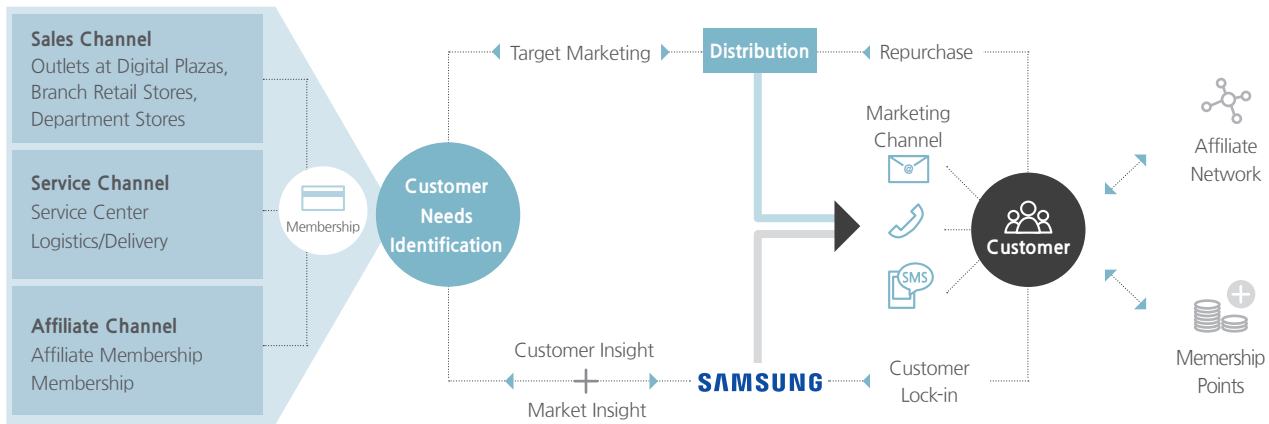 Sales Channel
Outlets at Digital Plazas,
Branch Retail Stores,
Department Stores
Service Channel
Service Center
Logistics/Delivery
Affiliate Channel
Affiliate Membership
Membership
Membership
Customer
Needs
Identification
Target Marketing
Distribution
Repurchase
Marketing
Channel
@
SMS
Customer
Customer Insight
Market Insight
SAMSUNG
Customer
Lock-in
Affiliate
Network
Memership
Points